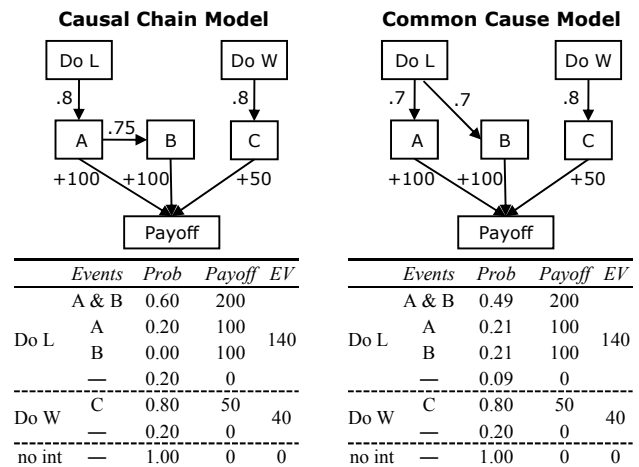 Causal Chain Model
Do L
Do W
.8
.8
A
.75
B
C
+100
+100
+50
Payoff
Events Prob Payoff EV
A & B 0.60 200
A 0.20 100
Do L
140
B 0.00 100
— 0.20 0
C 0.80 50
Do W
40
— 0.20 0
no int — 1.00 0 0
Common Cause Model
Do L
Do W
.7
.7
.8
A
B
C
+100
+100
+50
Payoff
Events Prob Payoff EV
A & B 0.49 200
A 0.21 100
Do L
140
B 0.21 100
— 0.09 0
C 0.80 50
Do W
40
— 0.20 0
no int — 1.00 0 0